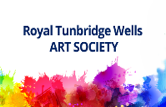 Royal Tunbridge Wells
ART SOCIETY